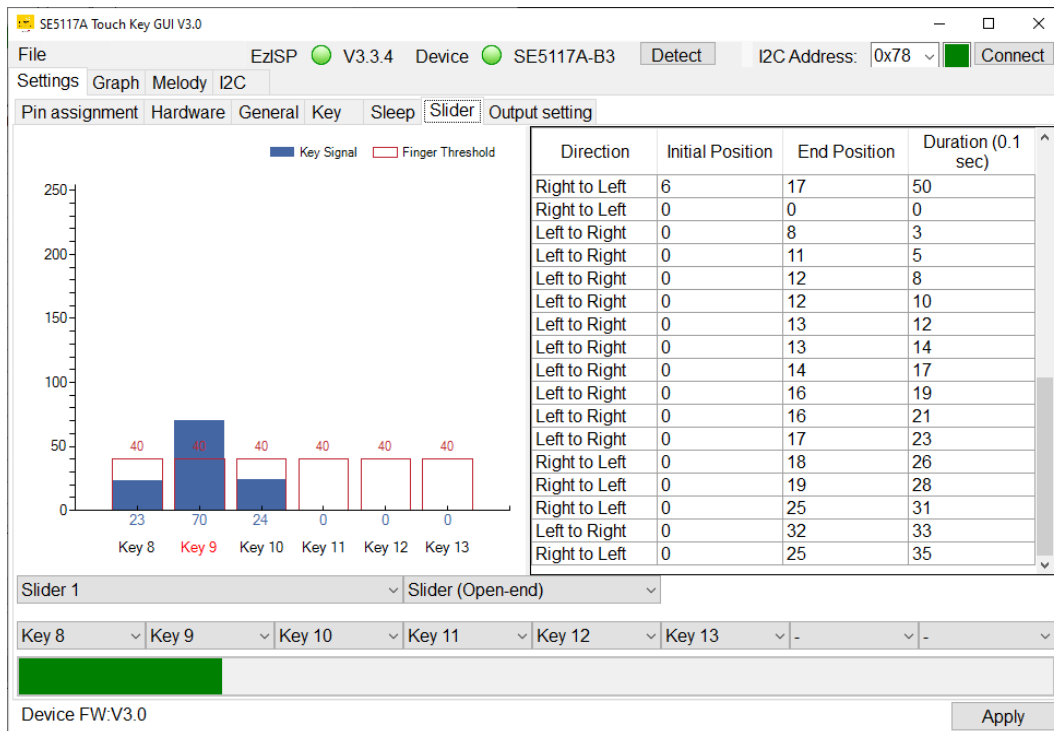 SE5117A Touch Key GUI V3.0
File EzISP V3.3.4 Device SE5117A-B3 Detect I2C Address: 0x78 Connect
Settings Graph Melody I2C
Pin assignment Hardware General Key Sleep Slider Output setting
Key Signal Finger Threshold
250
200
150
100
50
0
40 40 40 40 40 40
23 70 24 0 0 0
Key 8 Key 9 Key 10 Key 11 Key 12 Key 13
Direction Initial Position End Position Duration (0.1 sec)
Right to Left 6 17 50
Right to Left 0 0 0
Left to Right 0 8 3
Left to Right 0 11 5
Left to Right 0 12 8
Left to Right 0 12 10
Left to Right 0 13 12
Left to Right 0 13 14
Left to Right 0 14 17
Left to Right 0 16 19
Left to Right 0 16 21
Left to Right 0 17 23
Right to Left 0 18 26
Right to Left 0 19 28
Right to Left 0 25 31
Left to Right 0 32 33
Right to Left 0 25 35
Slider 1 Slider (Open-end)
Key 8 Key 9 Key 10 Key 11 Key 12 Key 13 - -
Device FW:V3.0 Apply